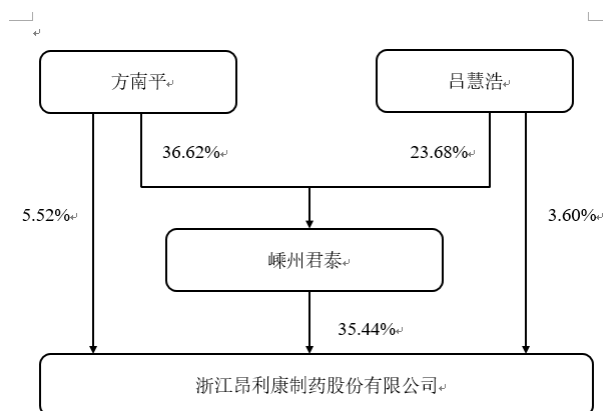 方南平
吕慧浩
36.62%
23.68%
5.52%
3.60%
嵊州君泰
35.44%
浙江昂利康制药股份有限公司